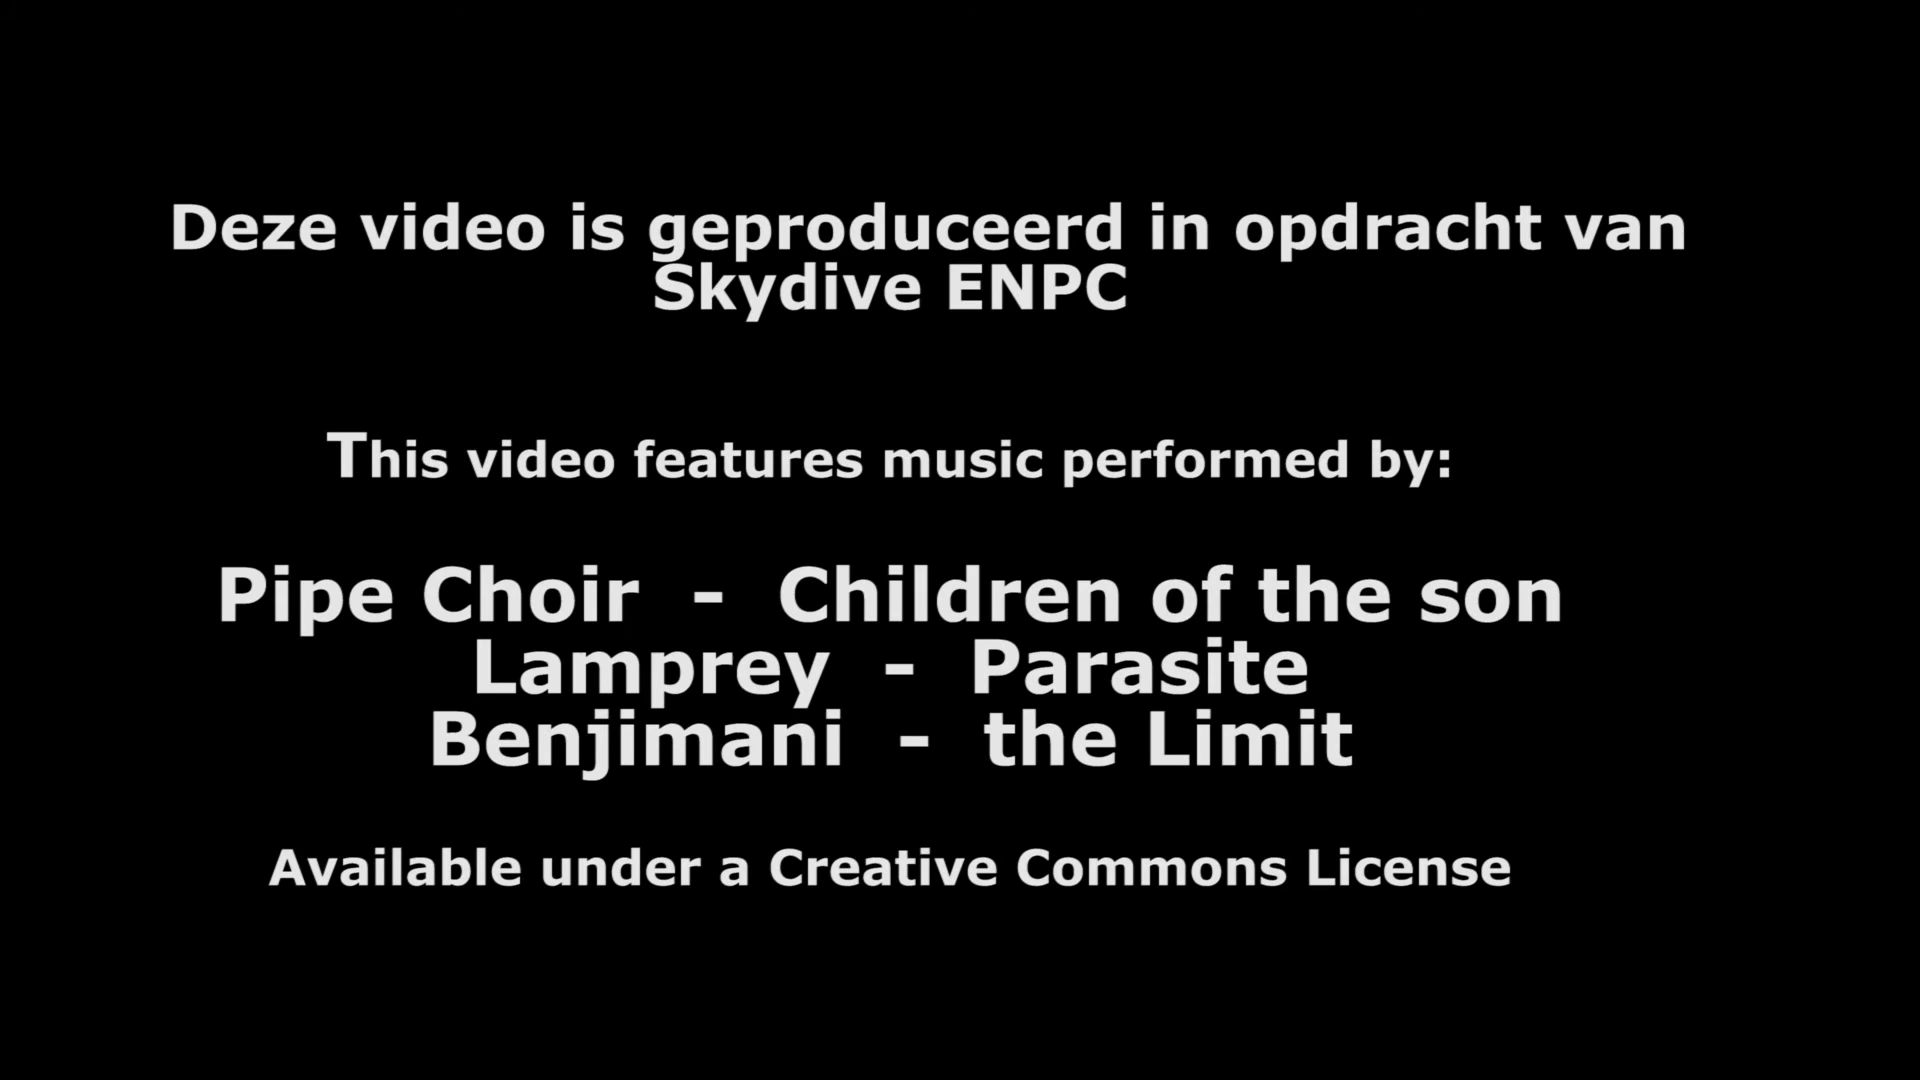 Deze video is geproduceerd in opdracht van
Skydive ENPC
This video features music performed by:
Pipe Choir - Children of the son
Lamprey - Parasite
Benjimani - the Limit
Available under a Creative Commons License